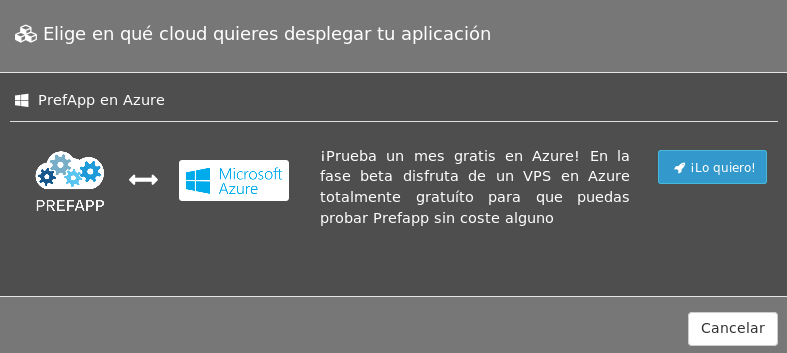 Elige en qué cloud quieres desplegar tu aplicación
PrefApp en Azure
PREFAPP
Microsoft
Azure
¡Prueba un mes gratis en Azure! En la
fase beta disfruta de un VPS en Azure
totalmente gratuíto para que puedas
probar Prefapp sin coste alguno
¡Lo quiero!
Cancelar